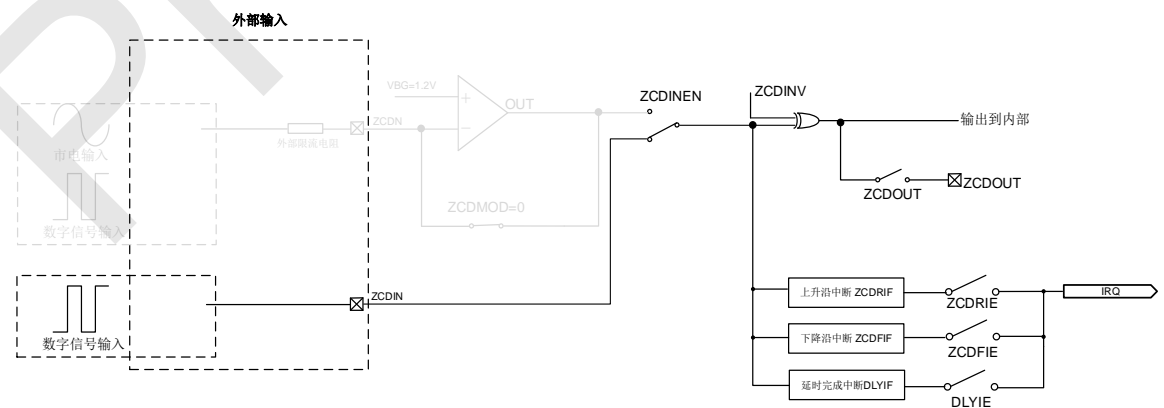 外部输入
VBG=1.2V
OUT
ZCDN
外部限流电阻
市电输入
数字信号输入
ZCDMOD=0
ZCDINEN
ZCDINV
输出到内部
ZCDOUT
ZCDOUT
ZCDIN
数字信号输入
上升沿中断 ZCDRIF
ZCDRIE
IRQ
下降沿中断 ZCDFIF
ZCDFIE
延时完成中断DLYIF
DLYIE